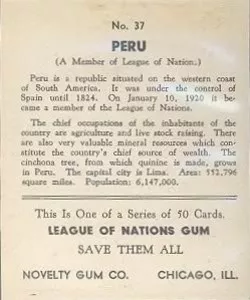 No. 37
PERU
(A Member of League of Nation.)
Peru is a republic situated on the western coast
of South America. It was under the control of
Spain until 1824. On January 10, 1920 it be-
came a member of the League of Nations.
The chief occupations of the inhabitants of the
country are agriculture and live stock raising. There
are also very valuable mineral resources which con-
stitute the country's chief source of wealth. The
cinchona tree, from which quinine is made, grows
in Peru. The capital city is Lima. Area: 552,796
square miles. Population: 6,147,000.
This Is One of a Series of 50 Cards.
LEAGUE OF NATIONS GUM
SAVE THEM ALL
NOVELTY GUM CO. CHICAGO, ILL.